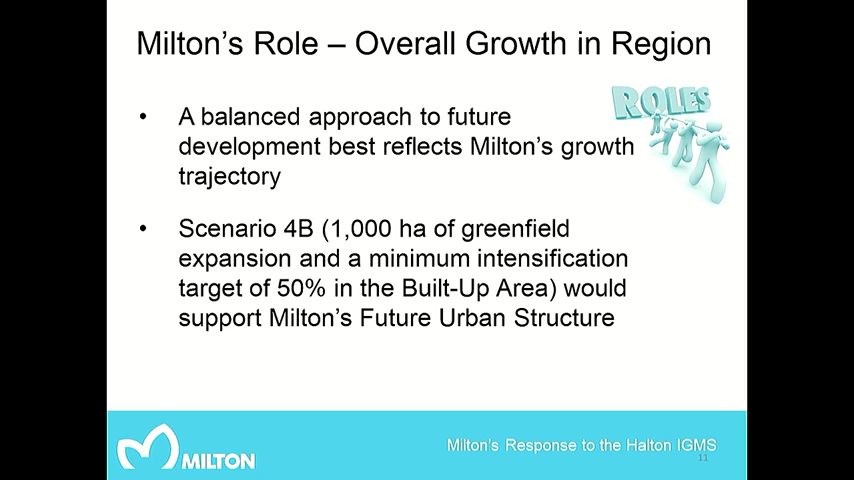 Milton's Role – Overall Growth in Region
ROLES
• A balanced approach to future
development best reflects Milton's growth
trajectory
• Scenario 4B (1,000 ha of greenfield
expansion and a minimum intensification
target of 50% in the Built-Up Area) would
support Milton's Future Urban Structure
MILTON
Milton's Response to the Halton IGMS
11